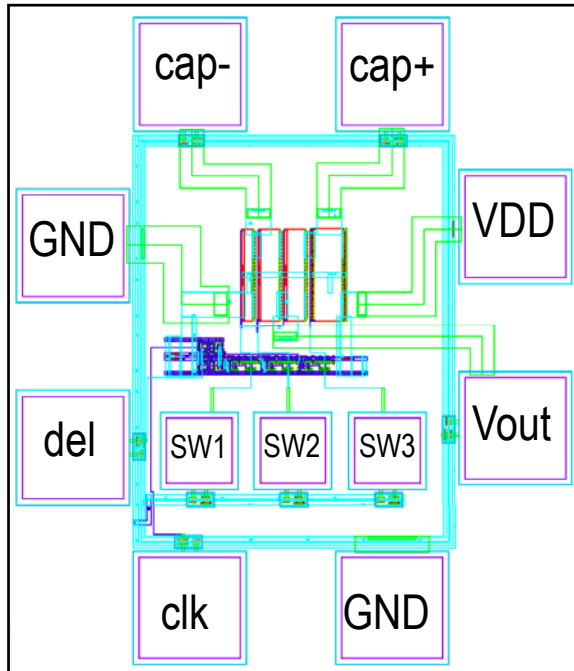 cap-
cap+
GND
VDD
del
SW1
SW2
SW3
Vout
clk
GND